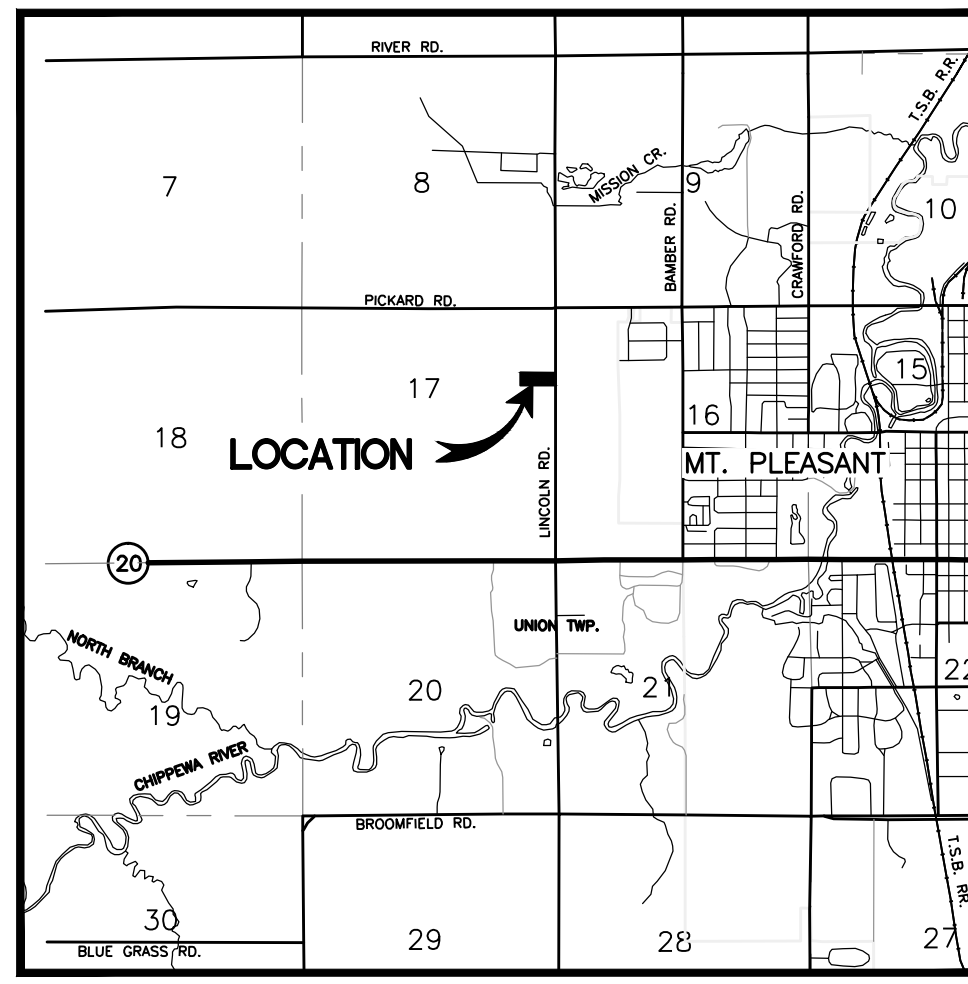 RIVER RD.
T.S.B. R.R.
MISSION CR.
7
8
9
10
BAMBER RD.
CRAWFORD RD.
PICKARD RD.
15
17
16
18
LOCATION
MT. PLEASANT
LINCOLN RD.
20
UNION TWP.
NORTH BRANCH
22
20
21
19
CHIPPEWA RIVER
BROOMFIELD RD.
T.S.B. RR.
30
29
28
27
BLUE GRASS RD.